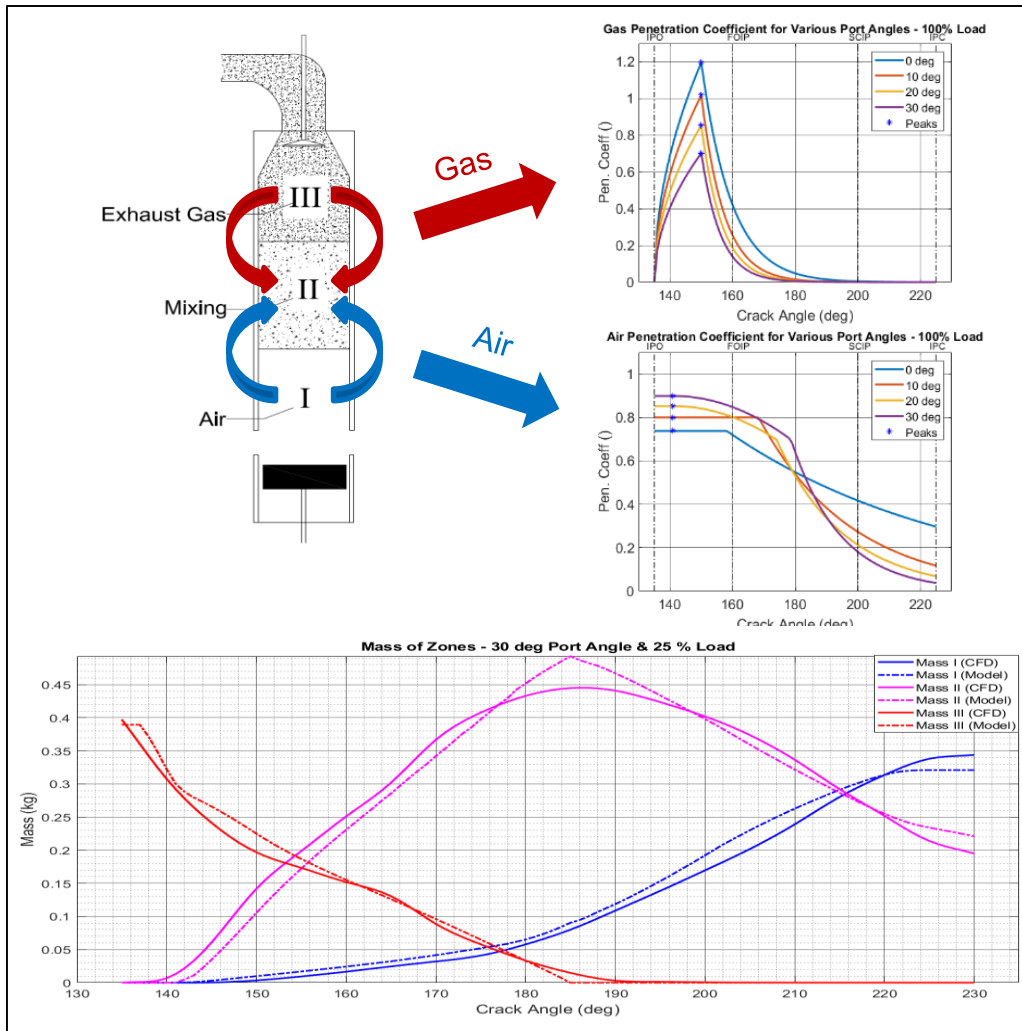 Exhaust Gas
III
Mixing
II
Air
I
Gas
Air
Gas Penetration Coefficient for Various Port Angles - 100% Load
IPO FOIP SCIP IPC
1.2
1
0.8
0.6
0.4
0.2
0
Pen. Coeff ()
0 deg
10 deg
20 deg
30 deg
Peaks
140 160 180 200 220
Crack Angle (deg)
Air Penetration Coefficient for Various Port Angles - 100% Load
IPO FOIP SCIP IPC
1
0.8
0.6
0.4
0.2
0
Pen. Coeff ()
0 deg
10 deg
20 deg
30 deg
Peaks
140 160 180 200 220
Crack Angle (deg)
Mass of Zones - 30 deg Port Angle & 25 % Load
0.45
0.4
0.35
0.3
0.25
0.2
0.15
0.1
0.05
0
Mass (kg)
Mass I (CFD)
Mass I (Model)
Mass II (CFD)
Mass II (Model)
Mass III (CFD)
Mass III (Model)
130 140 150 160 170 180 190 200 210 220 230
Crack Angle (deg)